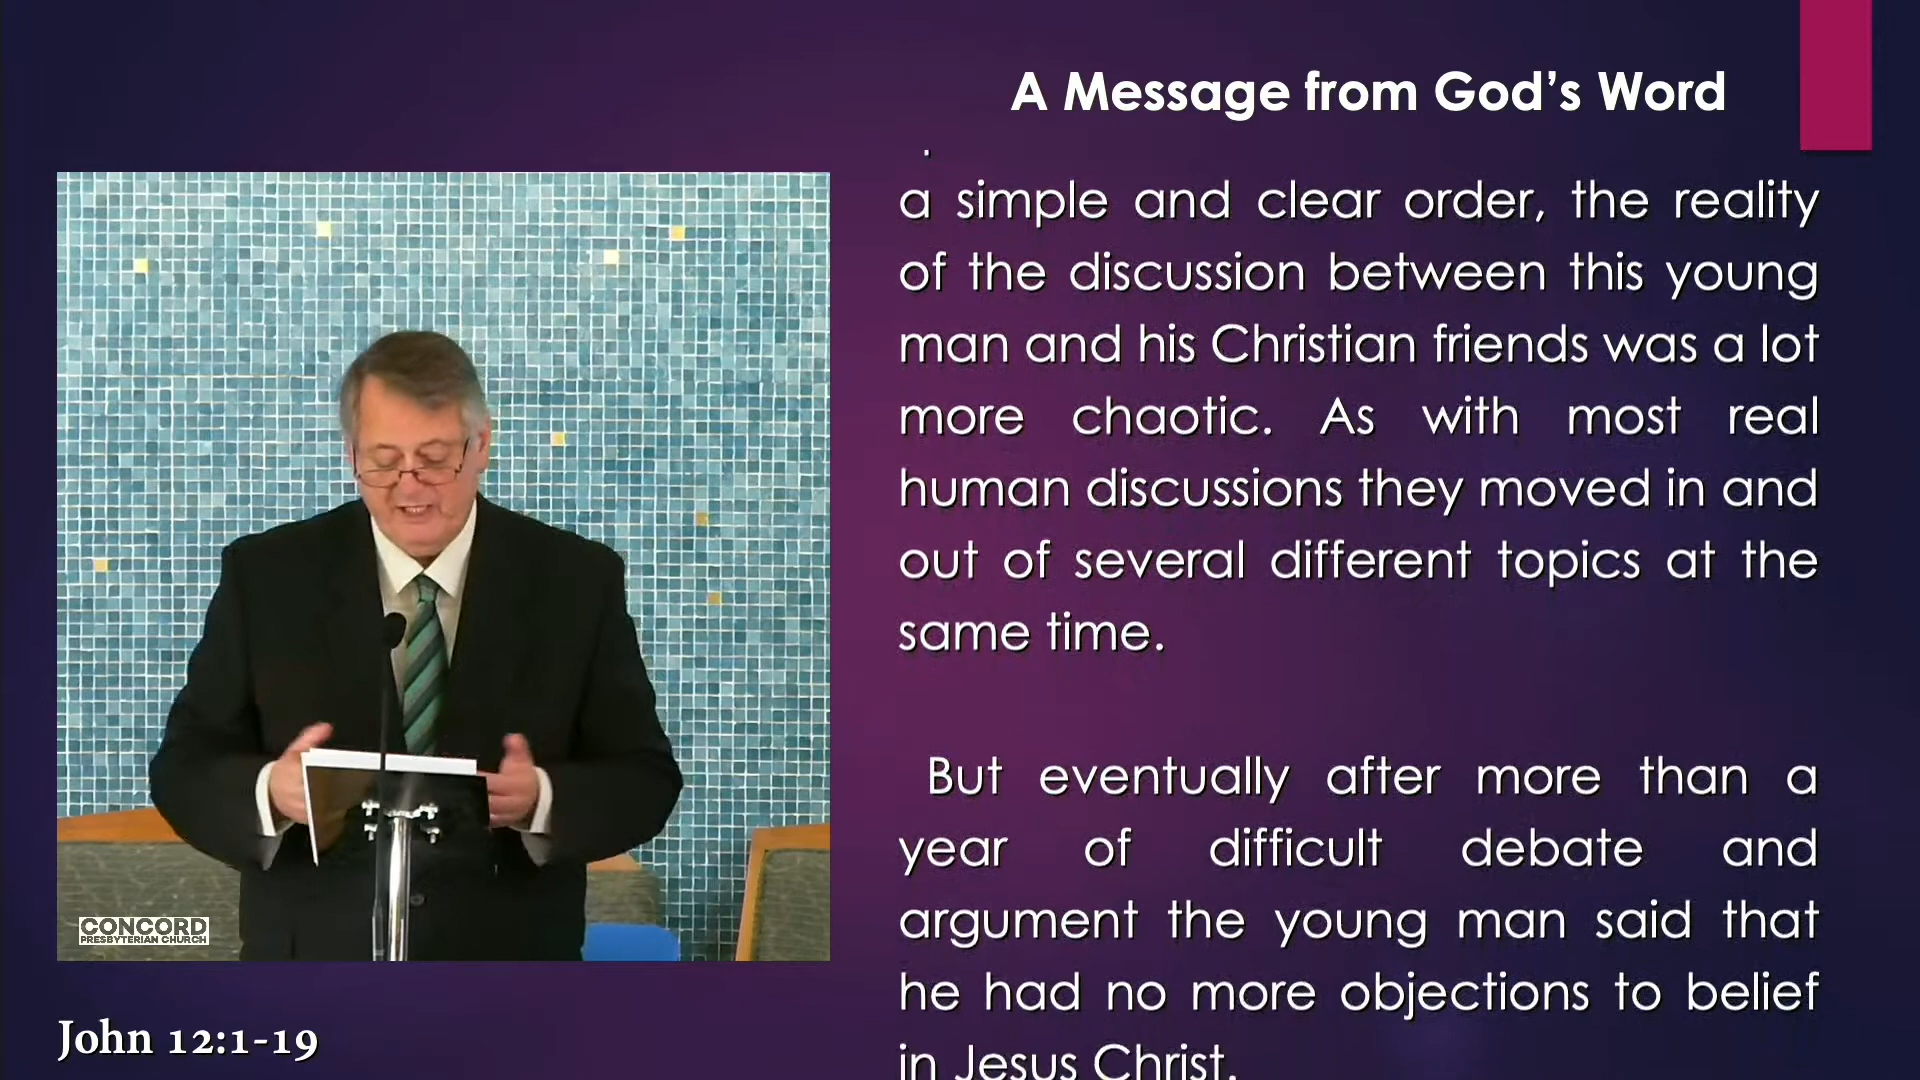 A Message from God’s Word
.
a simple and clear order, the reality
of the discussion between this young
man and his Christian friends was a lot
more chaotic. As with most real
human discussions they moved in and
out of several different topics at the
same time.
But eventually after more than a
year of difficult debate and
argument the young man said that
he had no more objections to belief
in Jesus Christ.
CONCORD
PRESBYTERIAN CHURCH
John 12:1-19